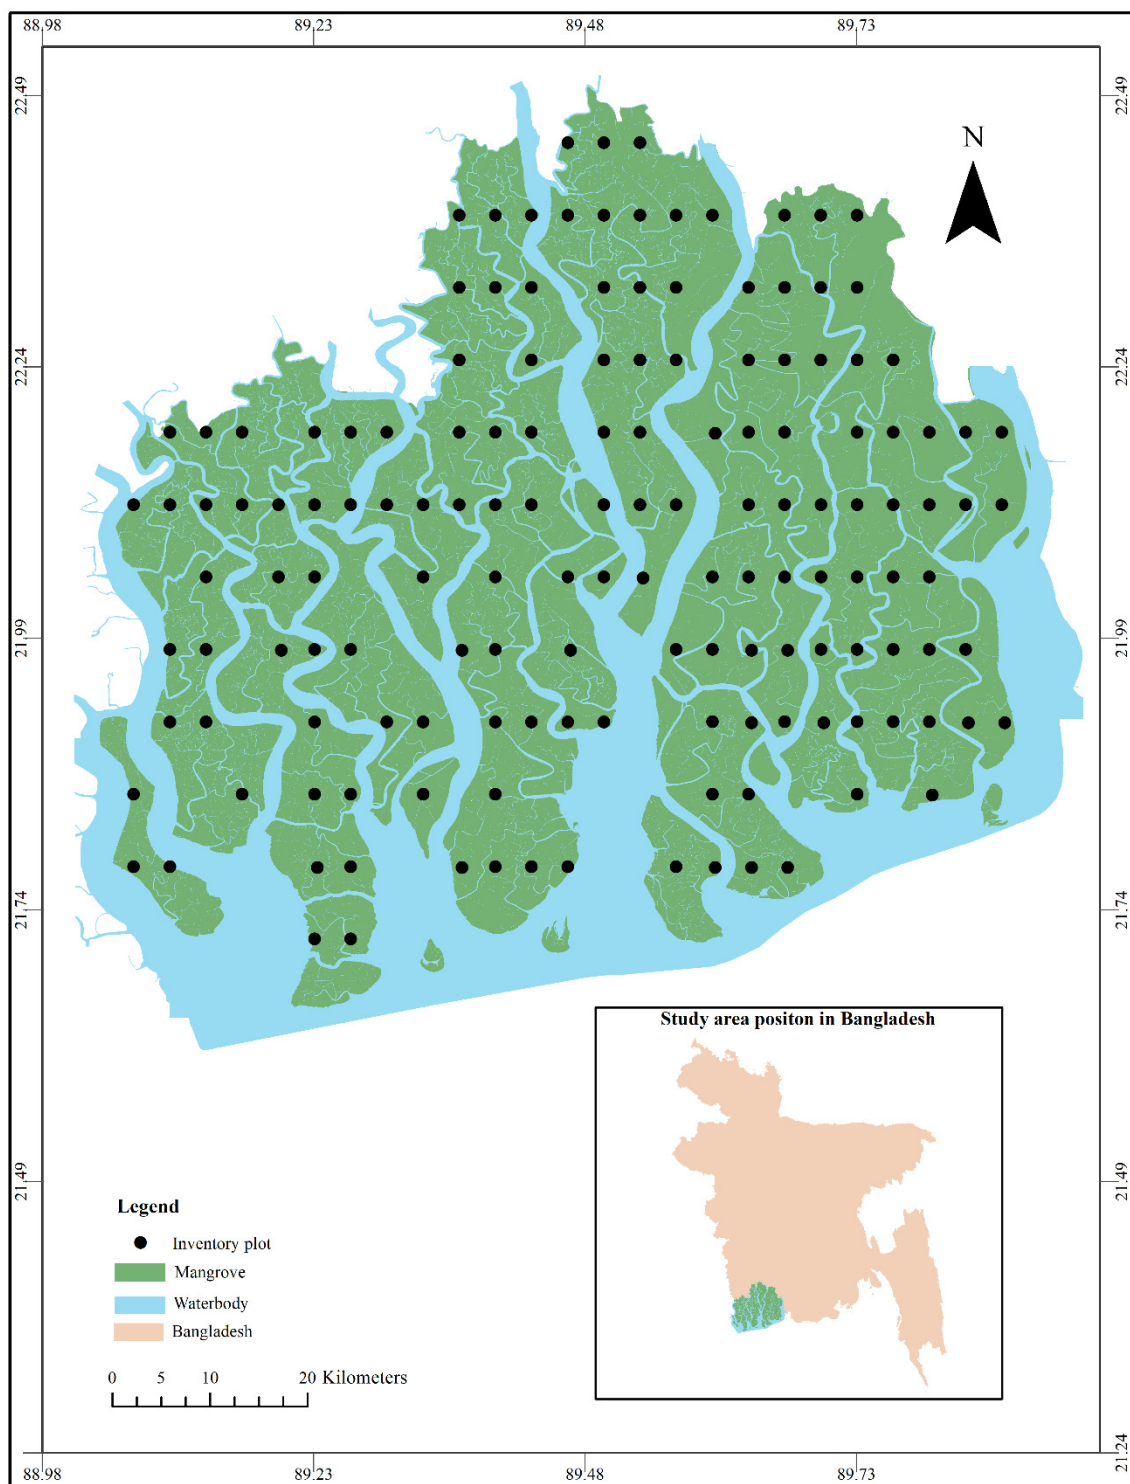 88.98 89.23 89.48 89.73
22.49 22.49
N
22.24 22.24
21.99 21.99
21.74 21.74
Study area positon in Bangladesh
21.49 21.49
Legend
Inventory plot
Mangrove
Waterbody
Bangladesh
0 5 10 20 Kilometers
21.24
88.98 89.23 89.48 89.73